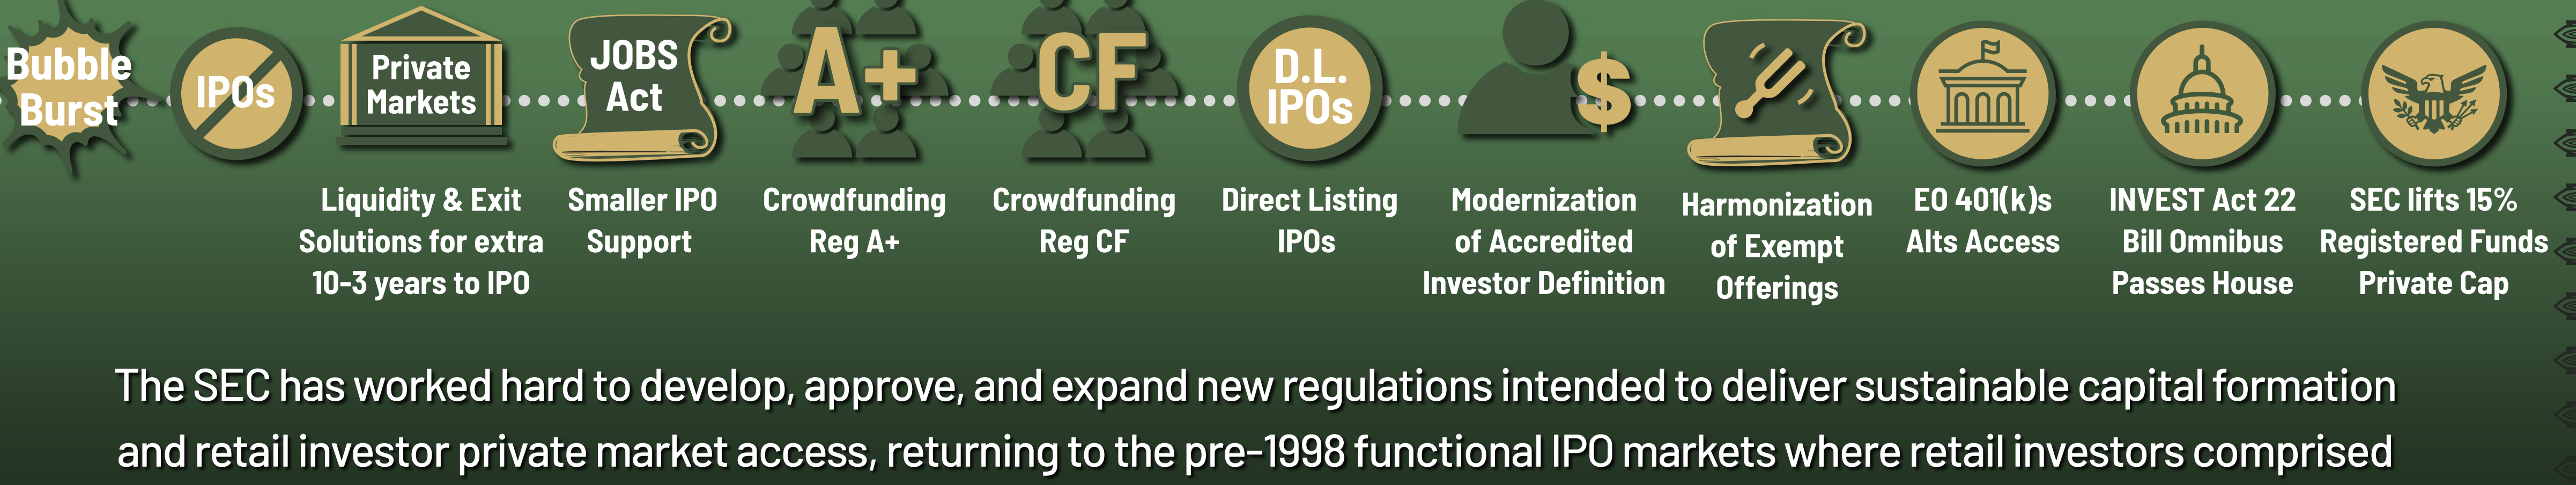 Bubble
Burst
IPOs
Private
Markets
JOBS
Act
A+
CF
D.L.
IPOs
$
Liquidity & Exit
Solutions for extra
10-3 years to IPO
Smaller IPO
Support
Crowdfunding
Reg A+
Crowdfunding
Reg CF
Direct Listing
IPOs
Modernization
of Accredited
Investor Definition
Harmonization
of Exempt
Offerings
EO 401(k)s
Alts Access
INVEST Act 22
Bill Omnibus
Passes House
SEC lifts 15%
Registered Funds
Private Cap
The SEC has worked hard to develop, approve, and expand new regulations intended to deliver sustainable capital formation
and retail investor private market access, returning to the pre-1998 functional IPO markets where retail investors comprised